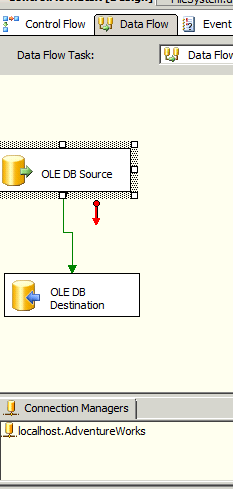 Control Flow Data Flow Event
Data Flow Task: Data Flow
OLE DB Source
OLE DB
Destination
Connection Managers
localhost.AdventureWorks